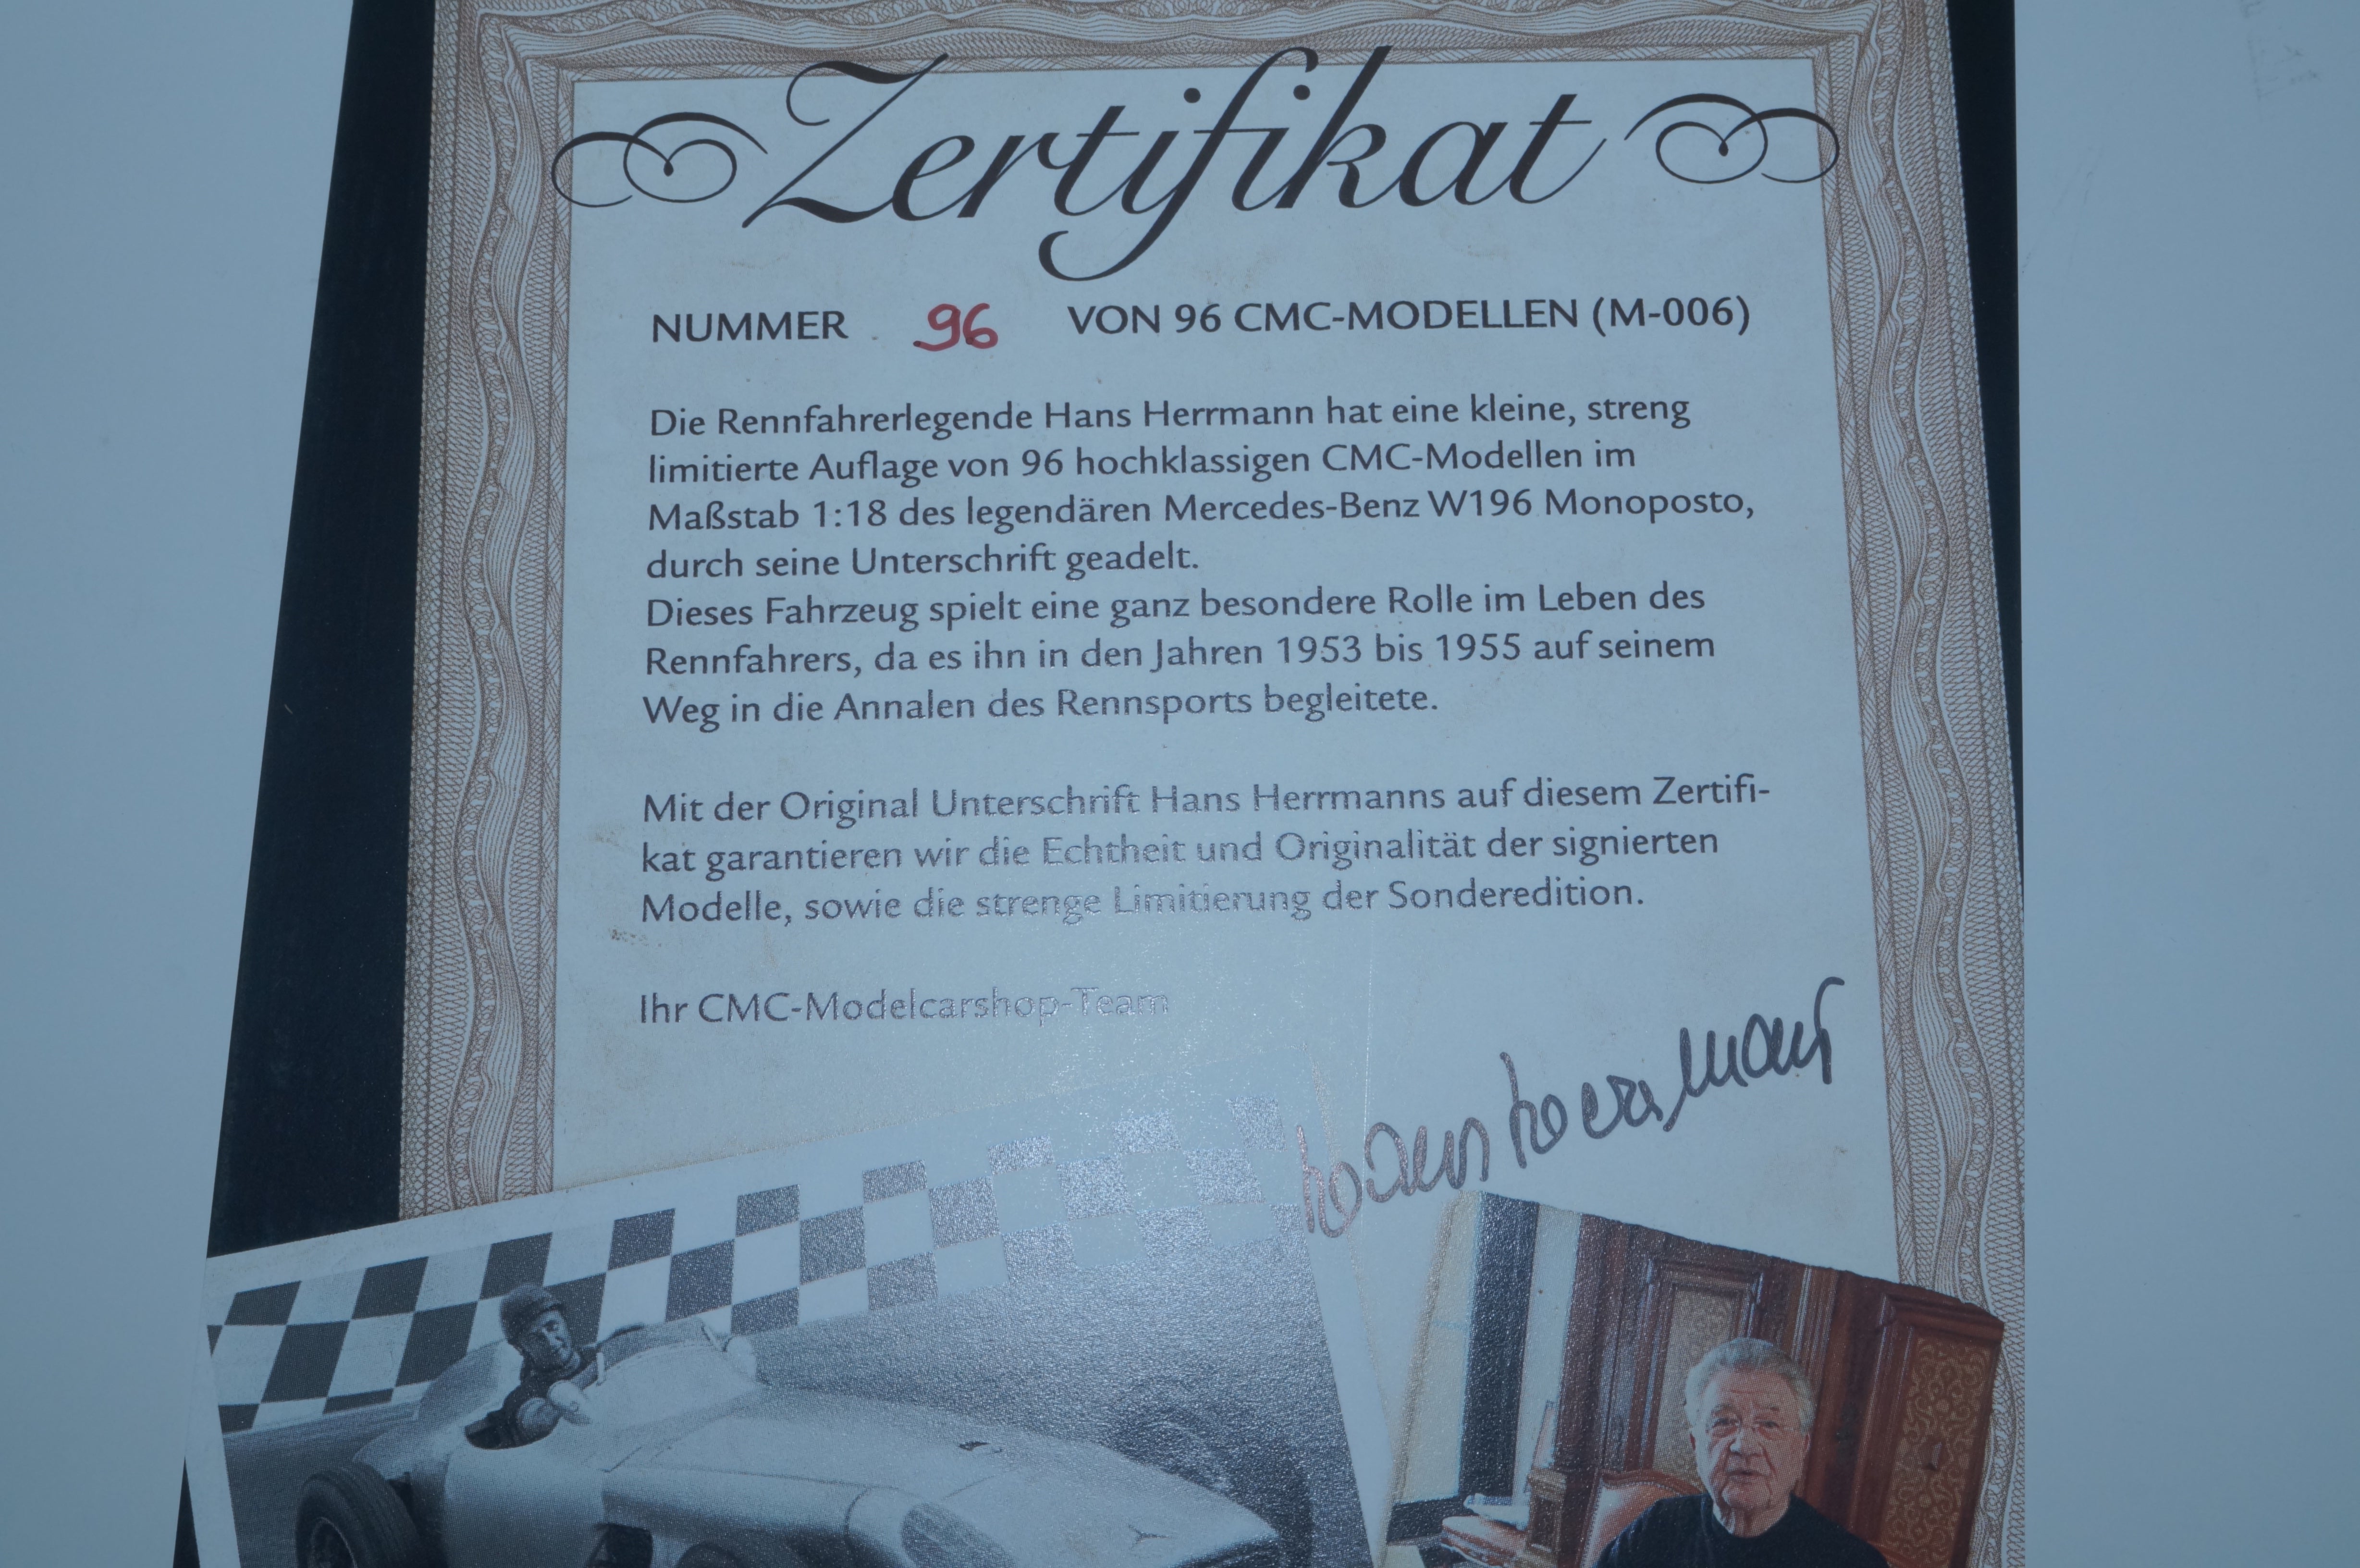 Zertifikat
NUMMER 96 VON 96 CMC-MODELLEN (M-006)
Die Rennfahrerlegende Hans Herrmann hat eine kleine, streng
limitierte Auflage von 96 hochklassigen CMC-Modellen im
Maßstab 1:18 des legendären Mercedes-Benz W196 Monoposto,
durch seine Unterschrift geadelt.
Dieses Fahrzeug spielt eine ganz besondere Rolle im Leben des
Rennfahrers, da es ihn in den Jahren 1953 bis 1955 auf seinem
Weg in die Annalen des Rennsports begleitete.
Mit der Original Unterschrift Hans Herrmanns auf diesem Zertifi-
kat garantieren wir die Echtheit und Originalität der signierten
Modelle, sowie die strenge Limitierung der Sonderedition.
Ihr CMC-Modelcarshop-Team
Hans Herrmann